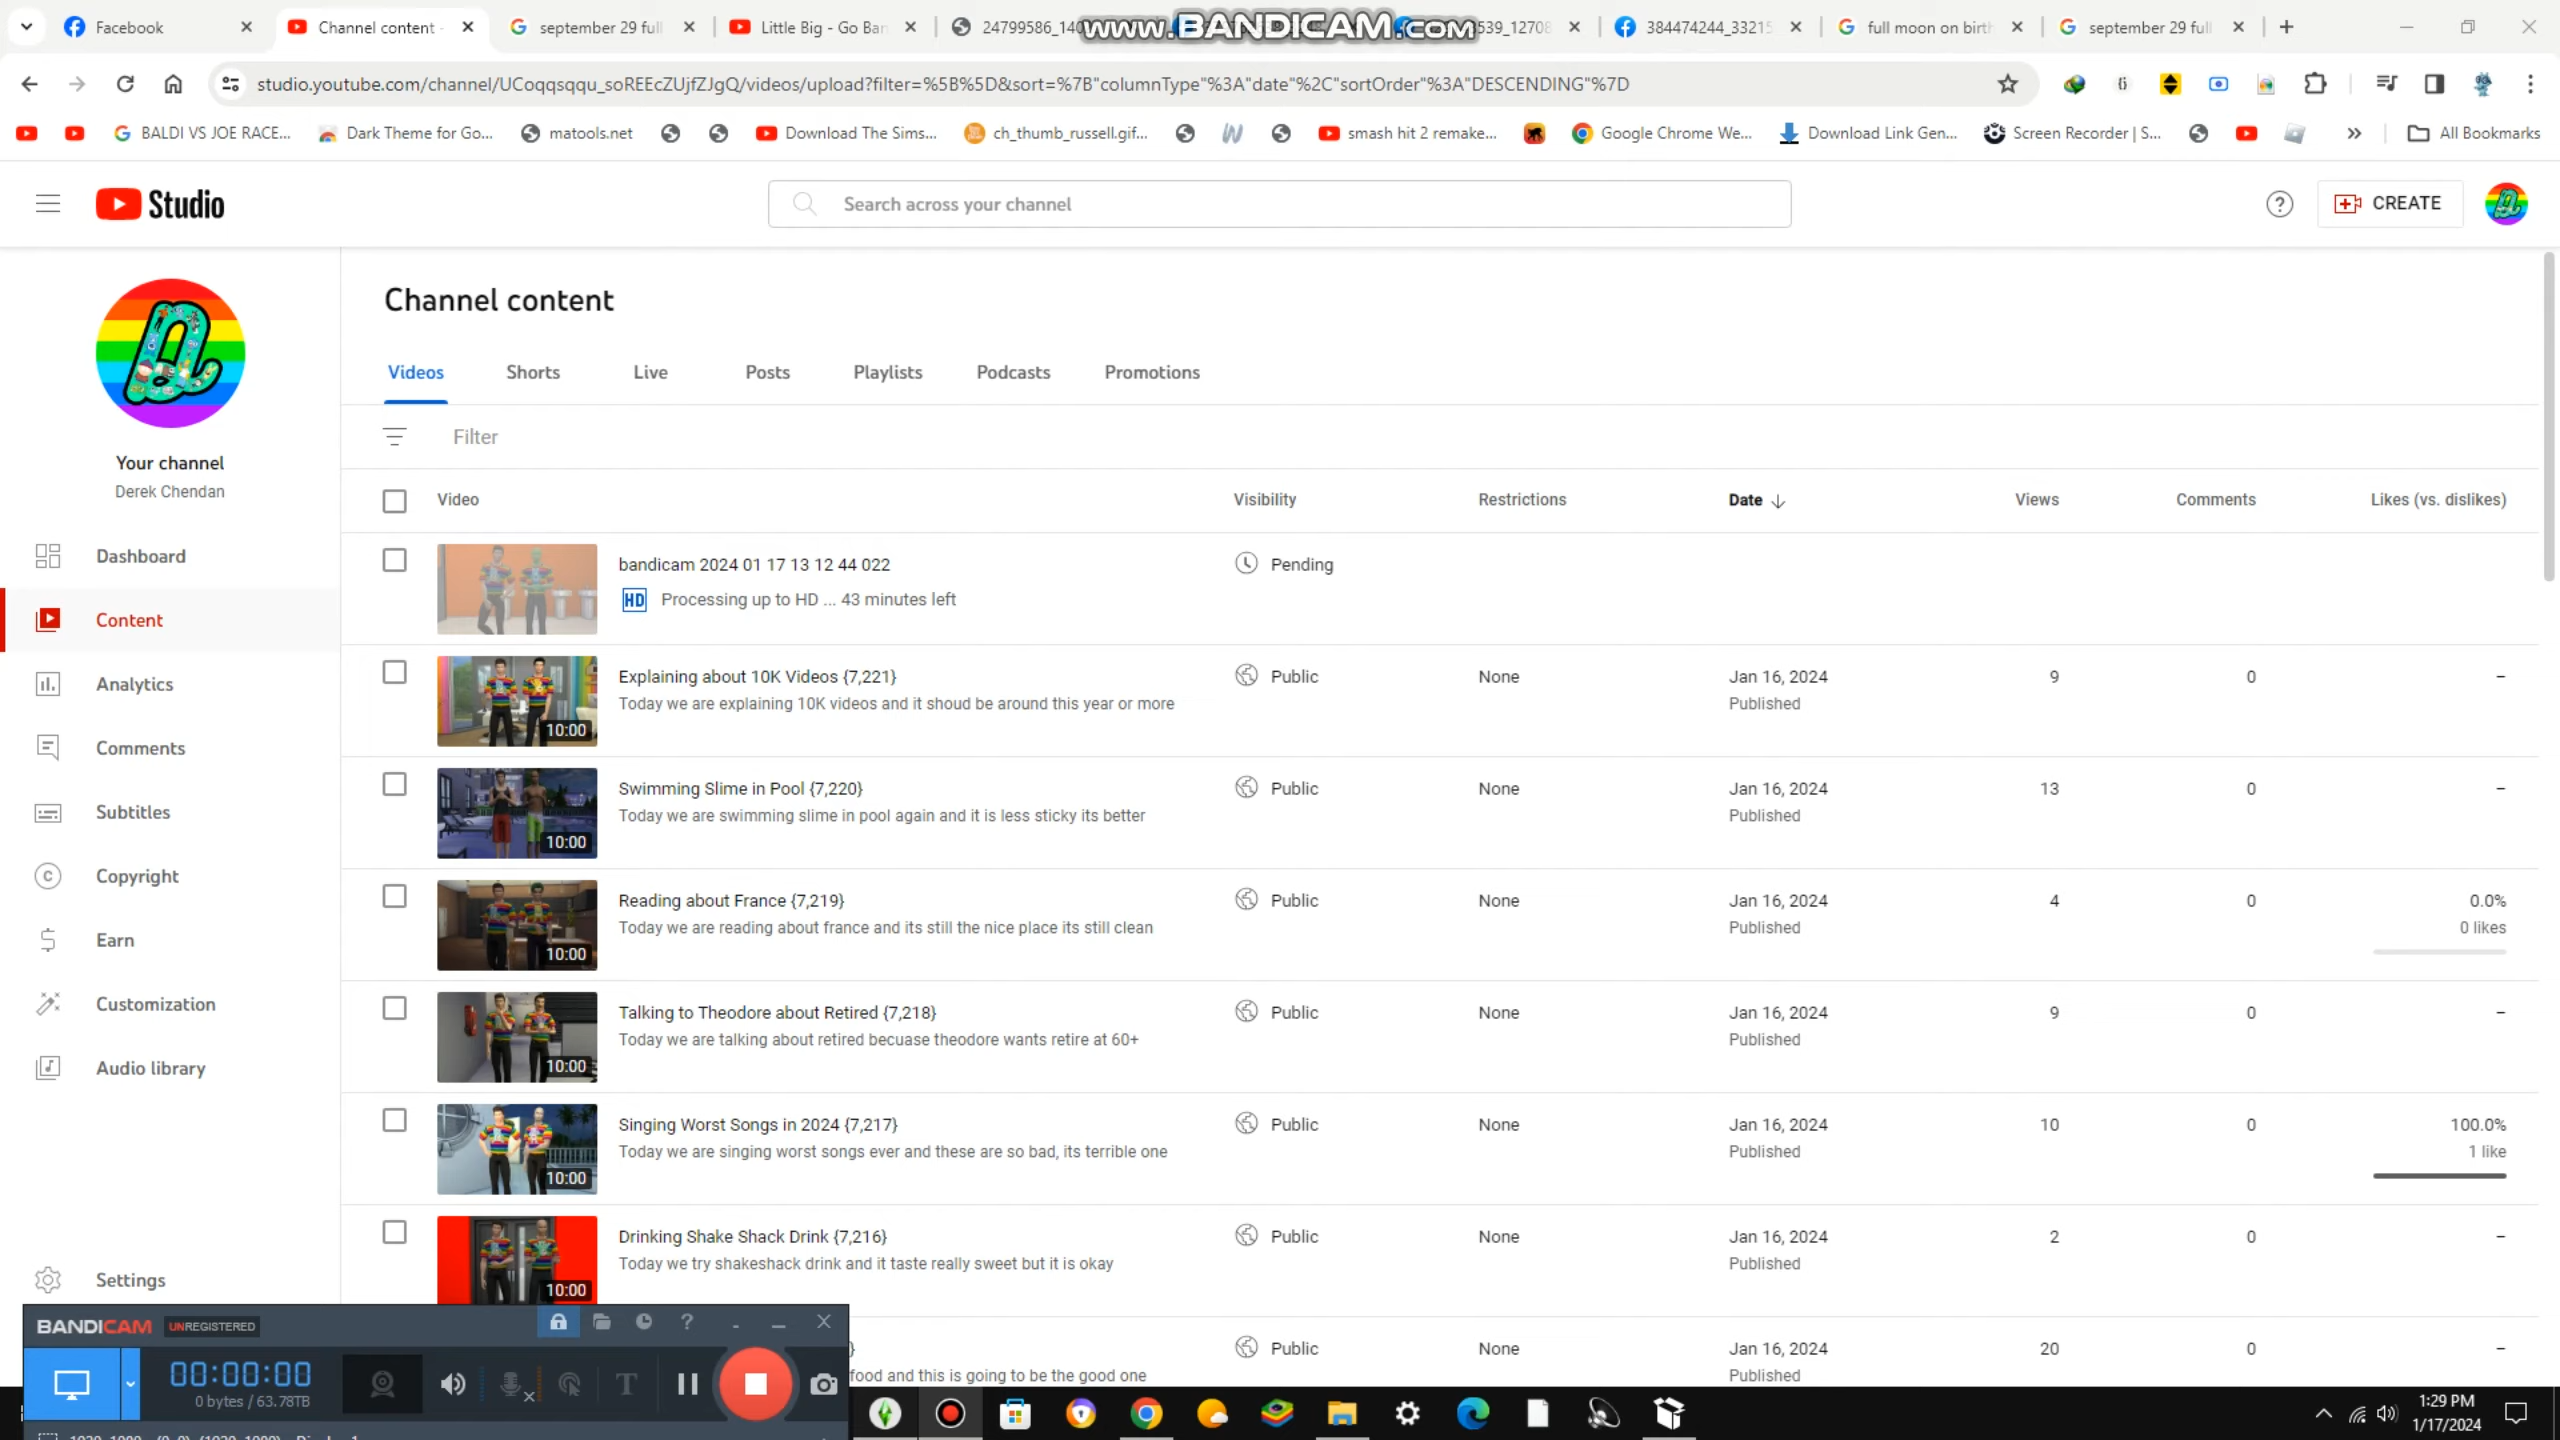 Facebook
Channel content -
september 29 full
Little Big - Go Ban
24799586_140
www.BANDICAM.com
539_12708
384474244_33215
full moon on birth
september 29 full
studio.youtube.com/channel/UCoqqsqqu_soREEcZUjfZJgQ/videos/upload?filter=%5B%5D&sort=%7B"columnType"%3A"date"%2C"sortOrder"%3A"DESCENDING"%7D
BALDI VS JOE RACE...
Dark Theme for Go...
matools.net
Download The Sims...
ch_thumb_russell.gif...
smash hit 2 remake...
Google Chrome We...
Download Link Gen...
Screen Recorder | S...
All Bookmarks
Studio
Search across your channel
CREATE
Your channel
Derek Chendan
Dashboard
Content
Analytics
Comments
Subtitles
Copyright
Earn
Customization
Audio library
Settings
Channel content
Videos Shorts Live Posts Playlists Podcasts Promotions
Filter
Video Visibility Restrictions Date Views Comments Likes (vs. dislikes)
bandicam 2024 01 17 13 12 44 022 Pending
HD Processing up to HD ... 43 minutes left
Explaining about 10K Videos {7,221} Public None Jan 16, 2024 9 0 –
Today we are explaining 10K videos and it shoud be around this year or more Published
10:00
Swimming Slime in Pool {7,220} Public None Jan 16, 2024 13 0 –
Today we are swimming slime in pool again and it is less sticky its better Published
10:00
Reading about France {7,219} Public None Jan 16, 2024 4 0 0.0%
Today we are reading about france and its still the nice place its still clean Published 0 likes
10:00
Talking to Theodore about Retired {7,218} Public None Jan 16, 2024 9 0 –
Today we are talking about retired becuase theodore wants retire at 60+ Published
10:00
Singing Worst Songs in 2024 {7,217} Public None Jan 16, 2024 10 0 100.0%
Today we are singing worst songs ever and these are so bad, its terrible one Published 1 like
10:00
Drinking Shake Shack Drink {7,216} Public None Jan 16, 2024 2 0 –
Today we try shakeshack drink and it taste really sweet but it is okay Published
10:00
} Public None Jan 16, 2024 20 0 –
food and this is going to be the good one Published
BANDICAM UNREGISTERED
00:00:00
0 bytes / 63.78TB
1:29 PM
1/17/2024